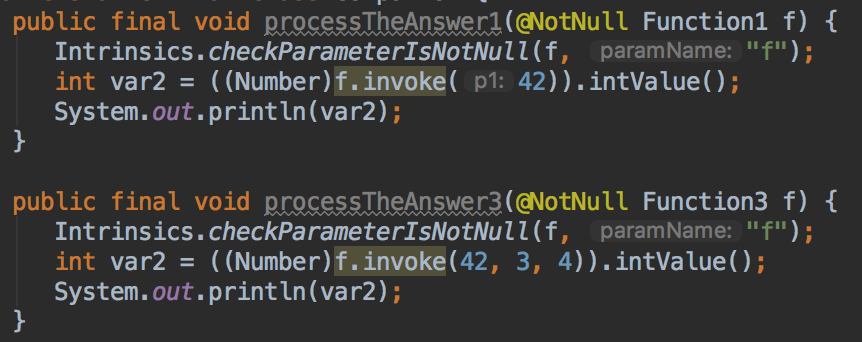 public final void processTheAnswer1(@NotNull Function1 f) {
Intrinsics.checkParameterIsNotNull(f, paramName: "f");
int var2 = ((Number)f.invoke( p1: 42)).intValue();
System.out.println(var2);
}
public final void processTheAnswer3(@NotNull Function3 f) {
Intrinsics.checkParameterIsNotNull(f, paramName: "f");
int var2 = ((Number)f.invoke(42, 3, 4)).intValue();
System.out.println(var2);
}